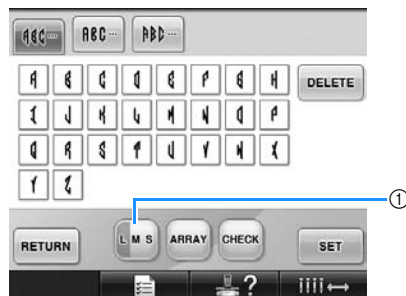 ABC... ABC... ABC...
A B C D E F G H DELETE
I J K L M N O P
Q R S T U V W X
Y Z
①
RETURN L M S ARRAY CHECK SET
?